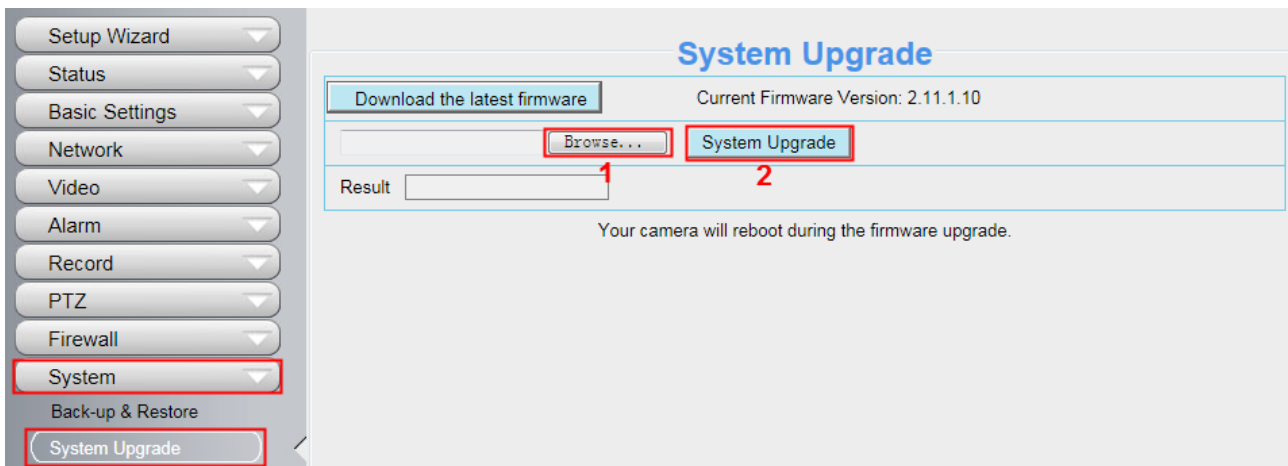 Setup Wizard
Status
Basic Settings
Network
Video
Alarm
Record
PTZ
Firewall
System
Back-up & Restore
System Upgrade
System Upgrade
Download the latest firmware Current Firmware Version: 2.11.1.10
Browse... System Upgrade
1 2
Result
Your camera will reboot during the firmware upgrade.